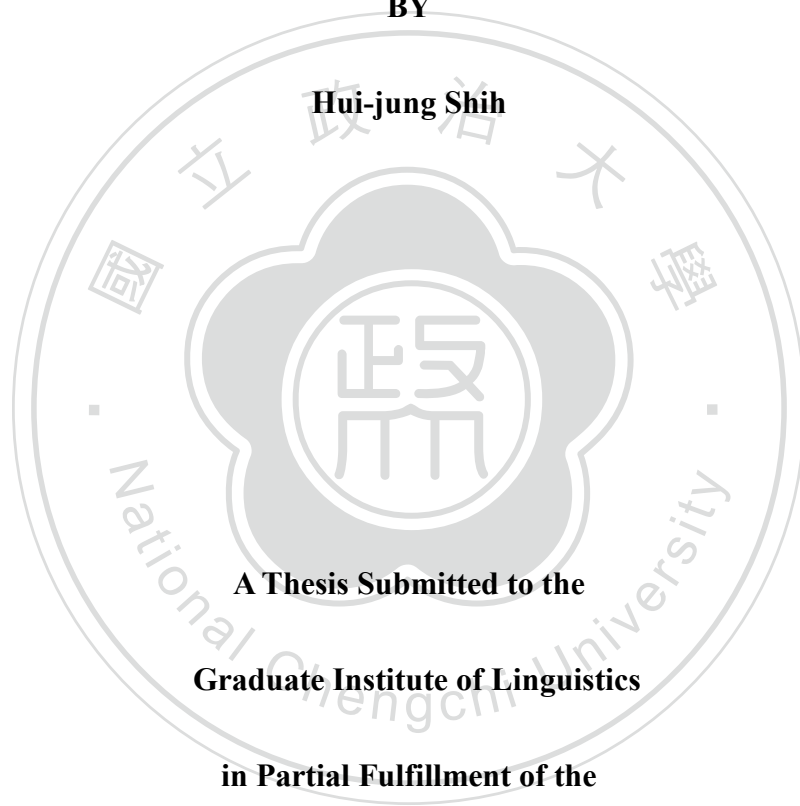 BY
Hui-jung Shih
國立政治大學
政大
A Thesis Submitted to the
Graduate Institute of Linguistics
in Partial Fulfillment of the
National Chengchi University